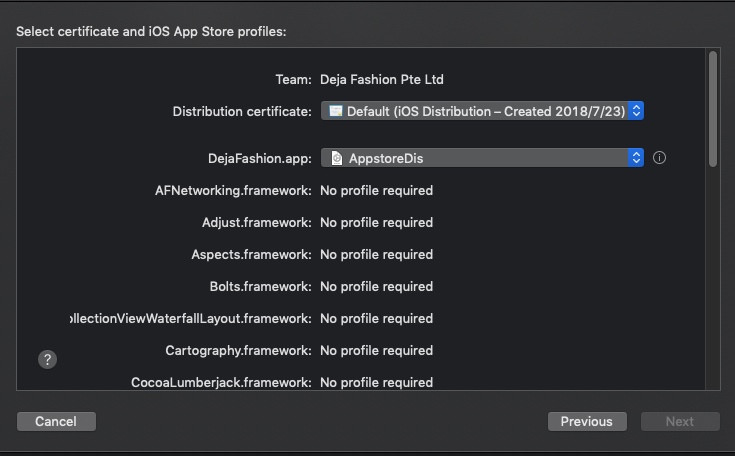 Select certificate and iOS App Store profiles:
Team: Deja Fashion Pte Ltd
Distribution certificate: Default (iOS Distribution – Created 2018/7/23)
DejaFashion.app: AppstoreDis
AFNetworking.framework: No profile required
Adjust.framework: No profile required
Aspects.framework: No profile required
Bolts.framework: No profile required
ollectionViewWaterfallLayout.framework: No profile required
Cartography.framework: No profile required
?
CocoaLumberjack.framework: No profile required
Cancel Previous Next